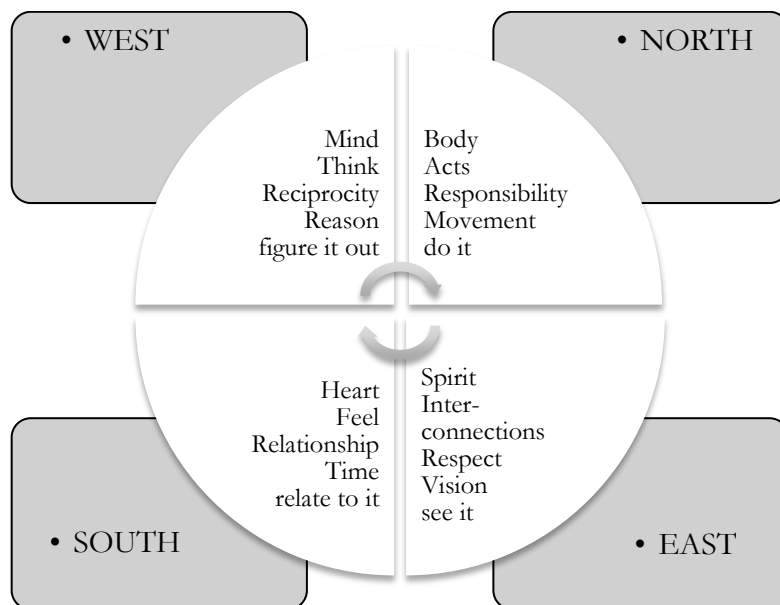 • WEST
• NORTH
Mind
Think
Reciprocity
Reason
figure it out
Body
Acts
Responsibility
Movement
do it
Heart
Feel
Relationship
Time
relate to it
Spirit
Inter-
connections
Respect
Vision
see it
• SOUTH
• EAST